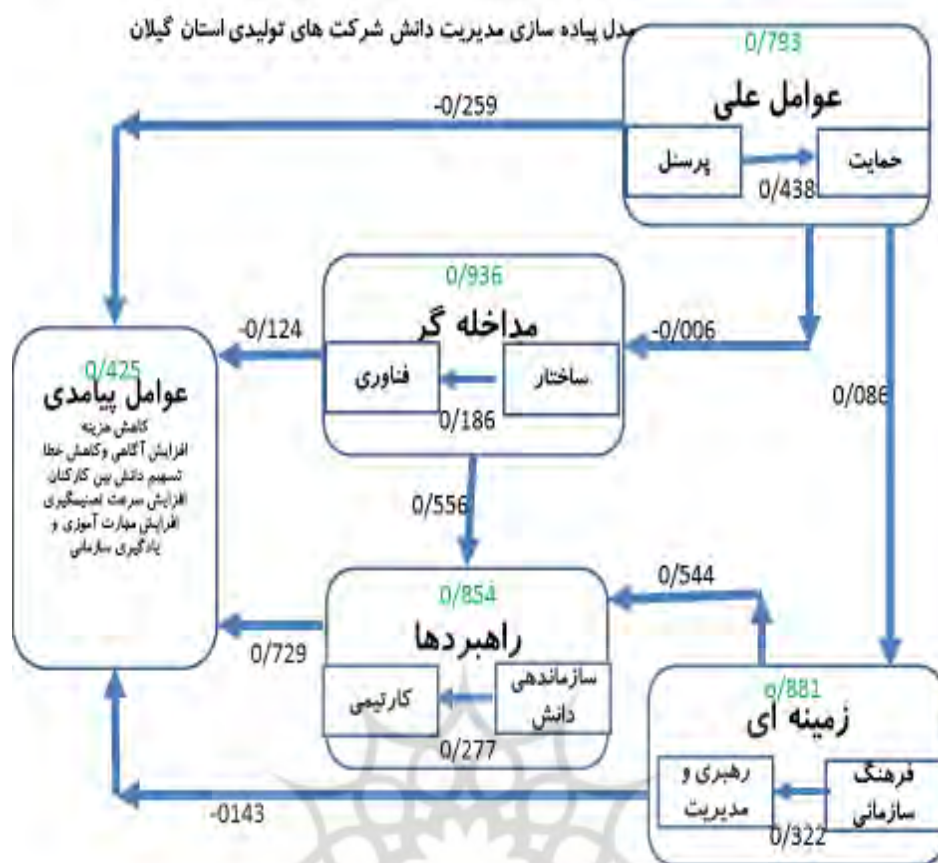 مدل پیاده سازی مدیریت دانش شرکت های تولیدی استان گیلان
0/793
عوامل علی
حمایت
پرسنل
0/438
-0/259
0/936
مداخله گر
ساختار
فناوری
0/186
-0/006
-0/124
0/086
0/425
عوامل پیامدی
کاهش هزینه
افزایش آگاهی وکاهش خطا
تسهیم دانش بین کارکنان
افزایش سرعت تصمیمگیری
افزایش مهارت آموزی و
یادگیری سازمانی
0/556
0/544
0/854
راهبردها
سازماندهی
دانش
کارتیمی
0/277
0/729
0/881
زمینه ای
فرهنگ
سازمانی
رهبری و
مدیریت
0/322
-0143